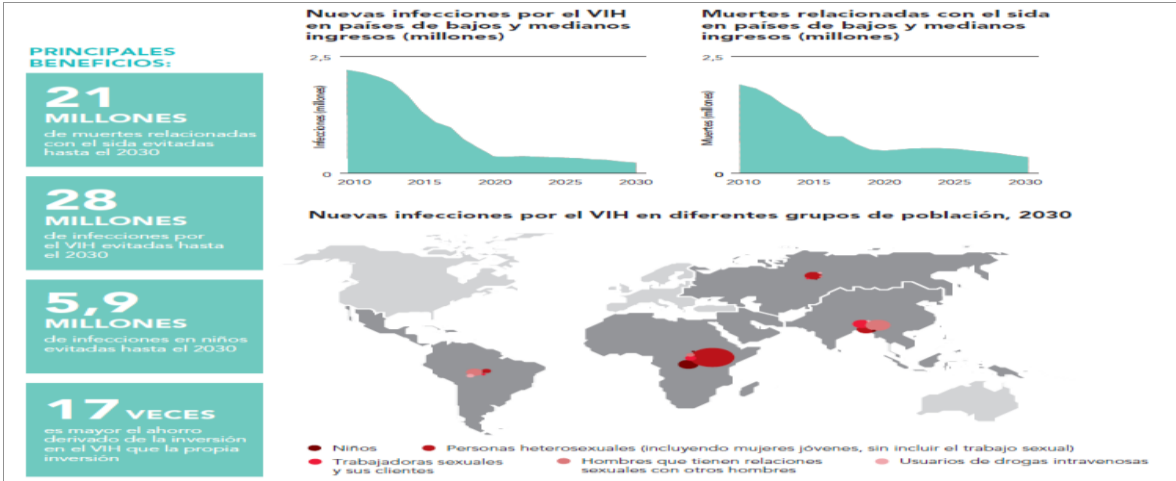 PRINCIPALES
BENEFICIOS:
21
MILLONES
de muertes relacionadas
con el sida evitadas
hasta el 2030
28
MILLONES
de infecciones por
el VIH evitadas hasta
el 2030
5,9
MILLONES
de infecciones en niños
evitadas hasta el 2030
17 VECES
es mayor el ahorro
derivado de la inversión
en el VIH que la propia
inversión
Nuevas infecciones por el VIH
en países de bajos y medianos
ingresos (millones)
2,5
Infecciones (millones)
0
2010 2015 2020 2025 2030
Muertes relacionadas con el sida
en países de bajos y medianos
ingresos (millones)
2,5
Muertes (millones)
0
2010 2015 2020 2025 2030
Nuevas infecciones por el VIH en diferentes grupos de población, 2030
Niños
Personas heterosexuales (incluyendo mujeres jóvenes, sin incluir el trabajo sexual)
Trabajadoras sexuales
y sus clientes
Hombres que tienen relaciones
sexuales con otros hombres
Usuarios de drogas intravenosas